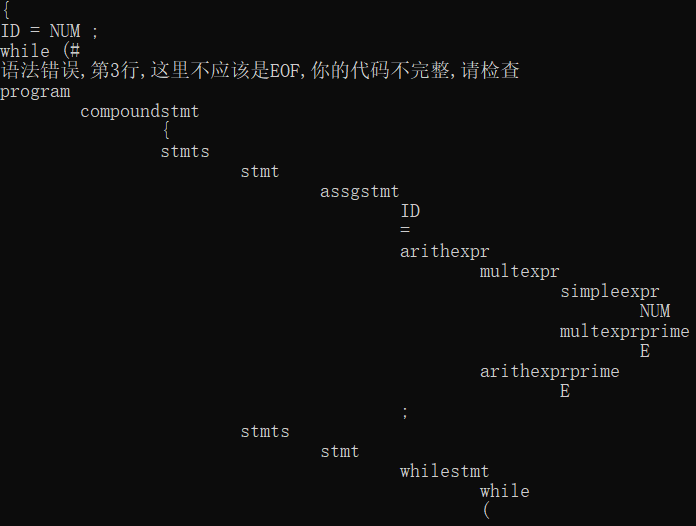 {
ID = NUM ;
while (#
语法错误,第3行,这里不应该是EOF,你的代码不完整,请检查
program
compoundstmt
{
stmts
stmt
assgstmt
ID
=
arithexpr
multexpr
simpleexpr
NUM
multexprprime
E
arithexprprime
E
;
stmts
stmt
whilestmt
while
(